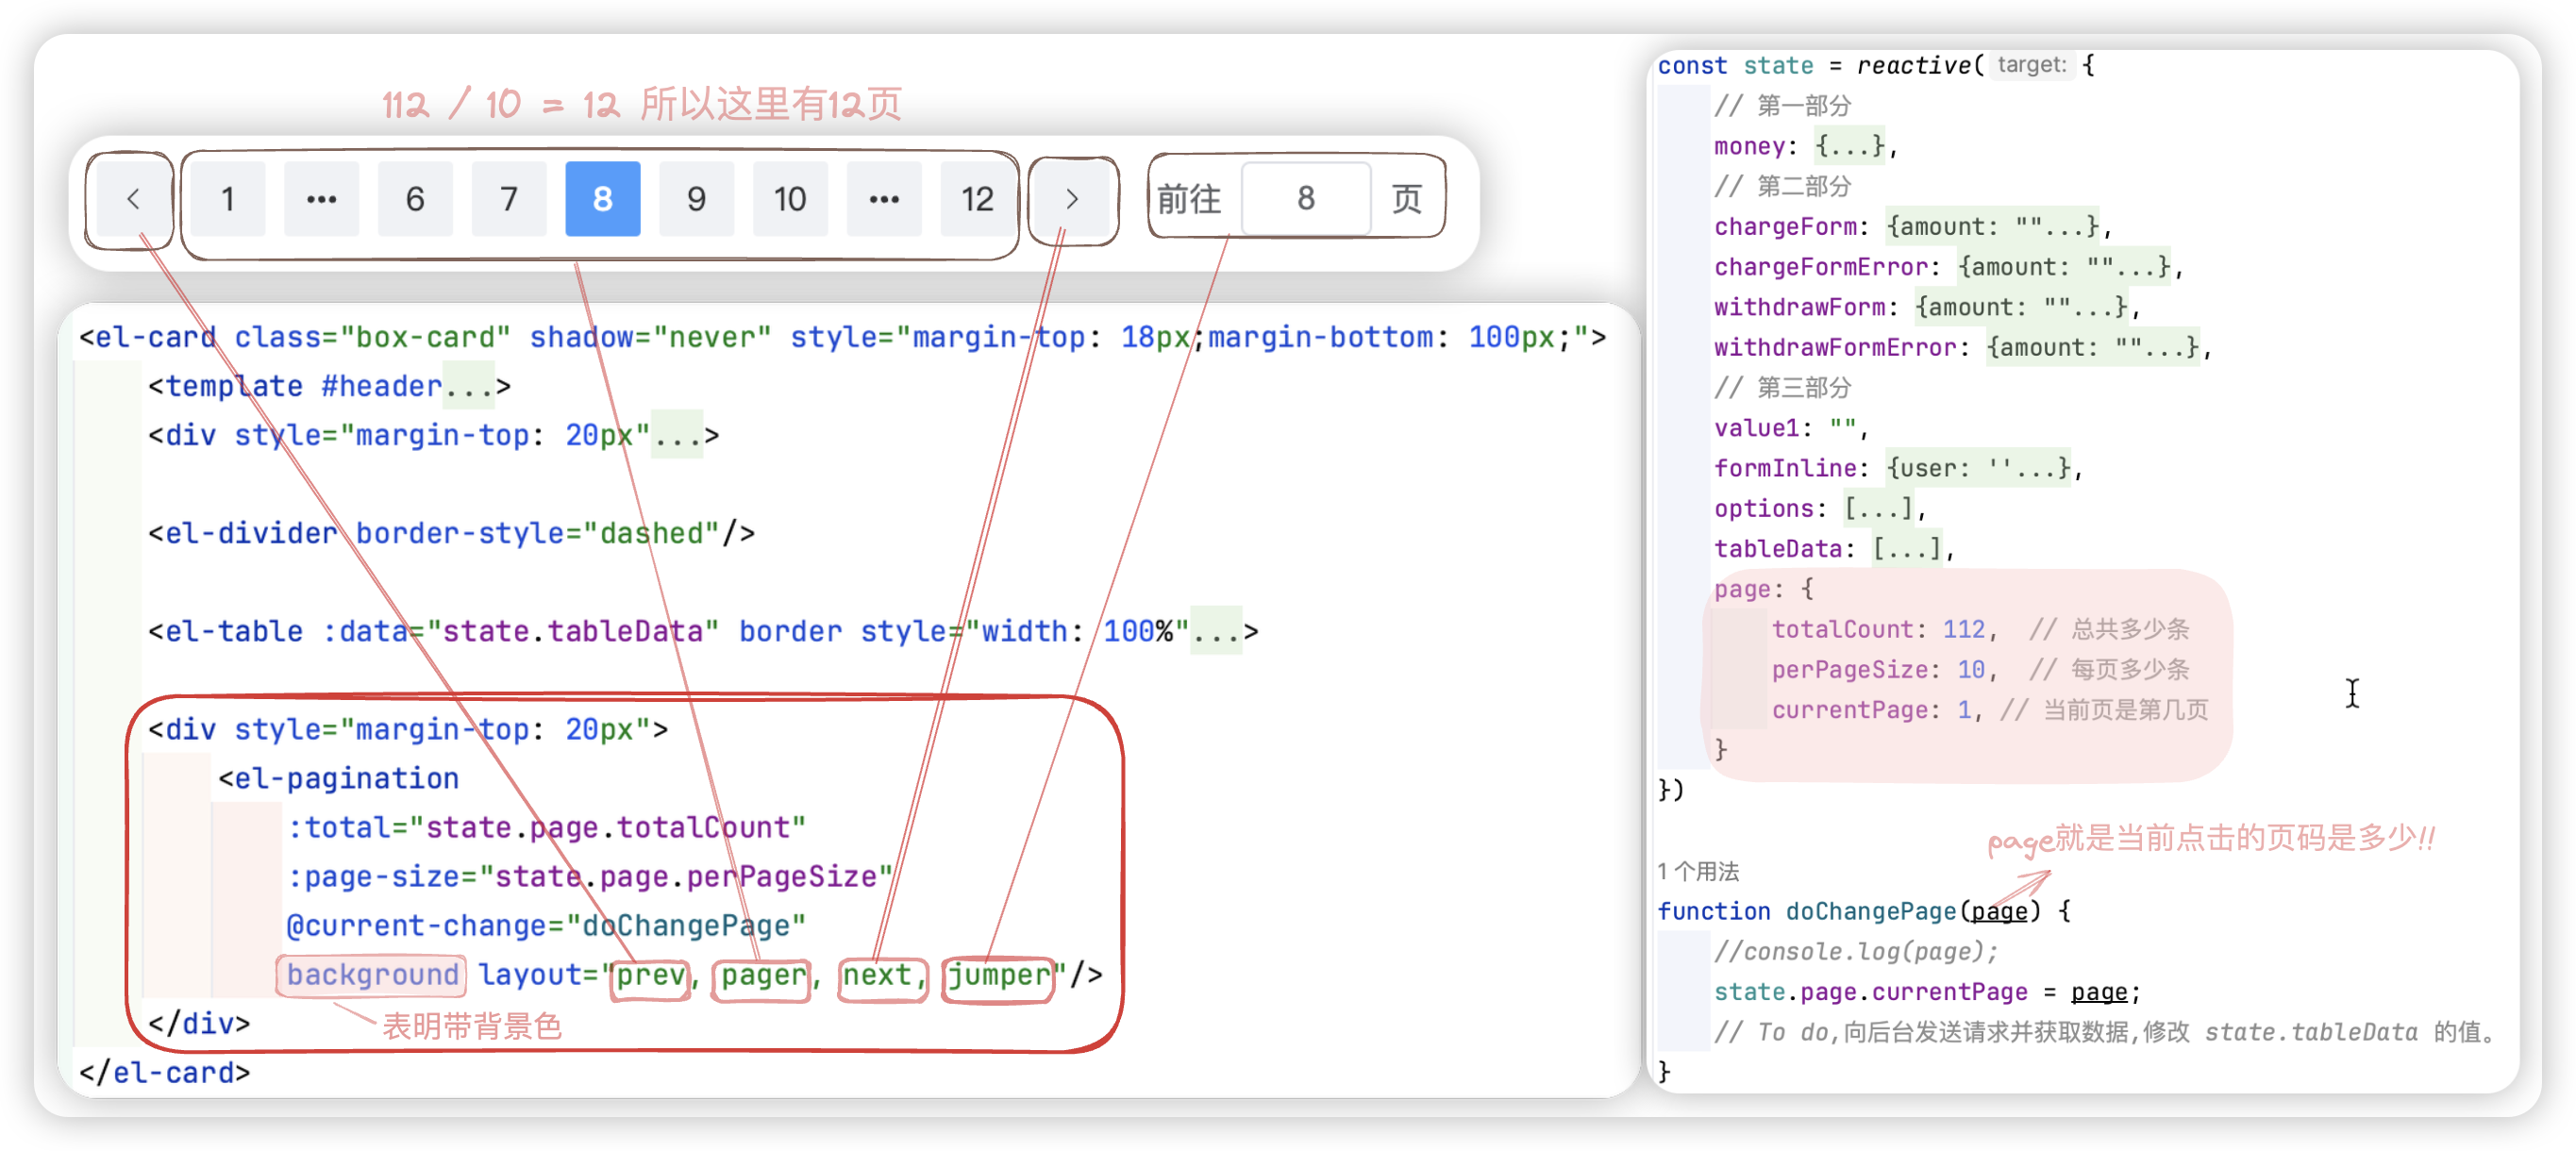 112 / 10 = 12 所以这里有12页
< 1 ••• 6 7 8 9 10 ••• 12 > 前往 8 页
<el-card class="box-card" shadow="never" style="margin-top: 18px;margin-bottom: 100px;">
<template #header...>
<div style="margin-top: 20px"...>
<el-divider border-style="dashed"/>
<el-table :data="state.tableData" border style="width: 100%"...>
<div style="margin-top: 20px">
<el-pagination
:total="state.page.totalCount"
:page-size="state.page.perPageSize"
@current-change="doChangePage"
background layout="prev, pager, next, jumper"/>
</div>
表明带背景色
</el-card>
const state = reactive( target: {
// 第一部分
money: {...},
// 第二部分
chargeForm: {amount: ""...},
chargeFormError: {amount: ""...},
withdrawForm: {amount: ""...},
withdrawFormError: {amount: ""...},
// 第三部分
value1: "",
formInline: {user: ''...},
options: [...],
tableData: [...],
page: {
totalCount: 112, // 总共多少条
perPageSize: 10, // 每页多少条
currentPage: 1, // 当前页是第几页
}
})
page就是当前点击的页码是多少!!
1 个用法
function doChangePage(page) {
//console.log(page);
state.page.currentPage = page;
// To do,向后台发送请求并获取数据,修改 state.tableData 的值。
}